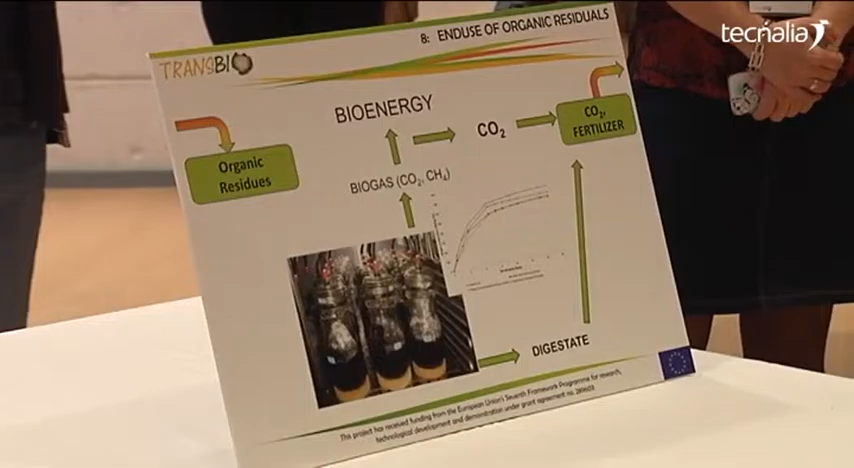 tecnalia
TRANSBIO
8: ENDUSE OF ORGANIC RESIDUALS
BIOENERGY
CO₂
CO₂,
FERTILIZER
Organic
Residues
BIOGAS (CO₂, CH₄)
DIGESTATE
This project has received funding from the European Union's Seventh Framework Programme for research,
technological development and demonstration under grant agreement no.